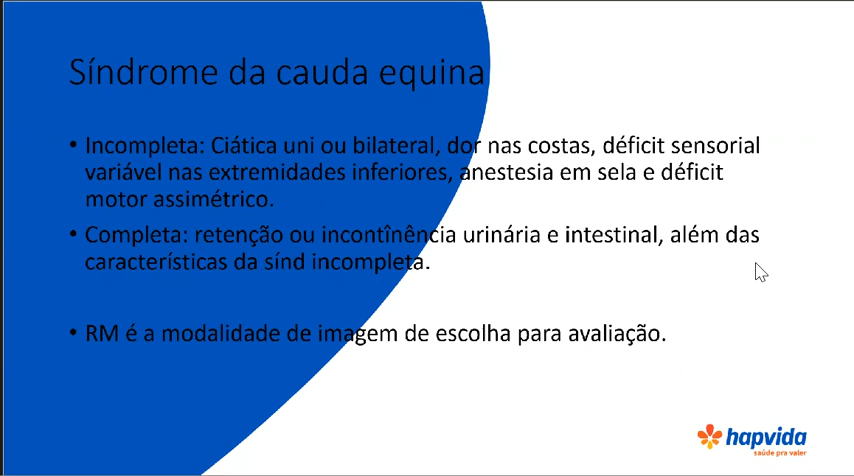 Síndrome da cauda equina
• Incompleta: Ciática uni ou bilateral, dor nas costas, déficit sensorial
variável nas extremidades inferiores, anestesia em sela e déficit
motor assimétrico.
• Completa: retenção ou incontînência urinária e intestinal, além das
características da sínd incompleta.
• RM é a modalidade de imagem de escolha para avaliação.
hapvida
saúde pra valer